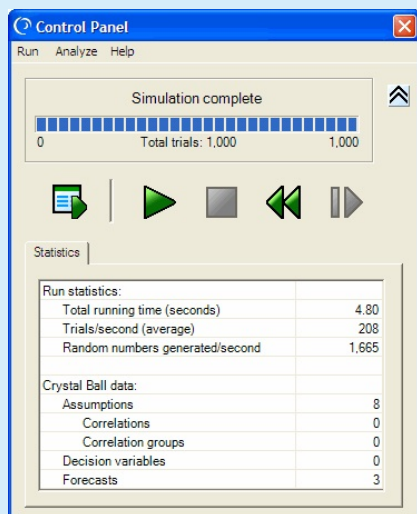 Control Panel
Run Analyze Help
Simulation complete
0 Total trials: 1,000 1,000
Statistics
Run statistics:
Total running time (seconds) 4.80
Trials/second (average) 208
Random numbers generated/second 1,665
Crystal Ball data:
Assumptions 8
Correlations 0
Correlation groups 0
Decision variables 0
Forecasts 3